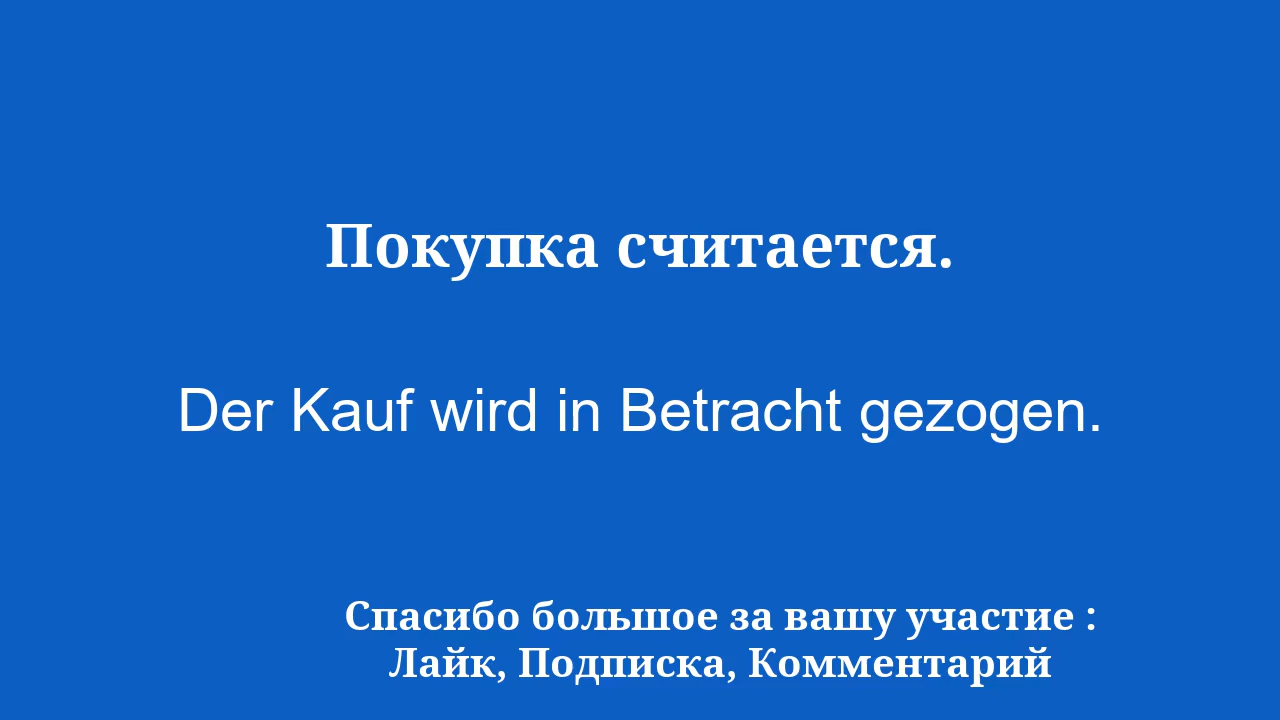 Покупка считается.
Der Kauf wird in Betracht gezogen.
Спасибо большое за вашу участие :
Лайк, Подписка, Комментарий